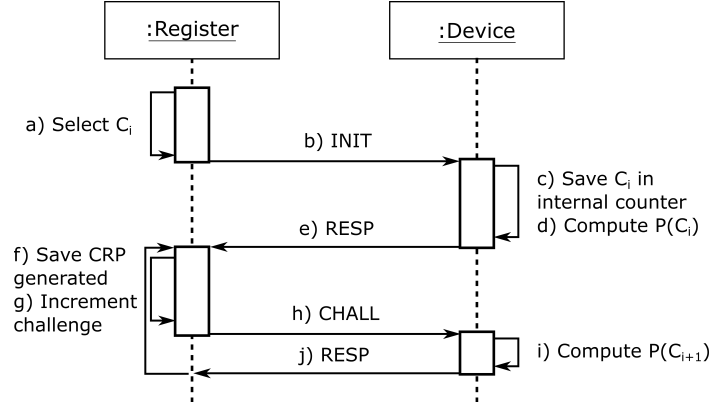 :Register
:Device
a) Select Cᵢ
b) INIT
c) Save Cᵢ in
internal counter
d) Compute P(Cᵢ)
e) RESP
f) Save CRP
generated
g) Increment
challenge
h) CHALL
i) Compute P(Cᵢ₊₁)
j) RESP